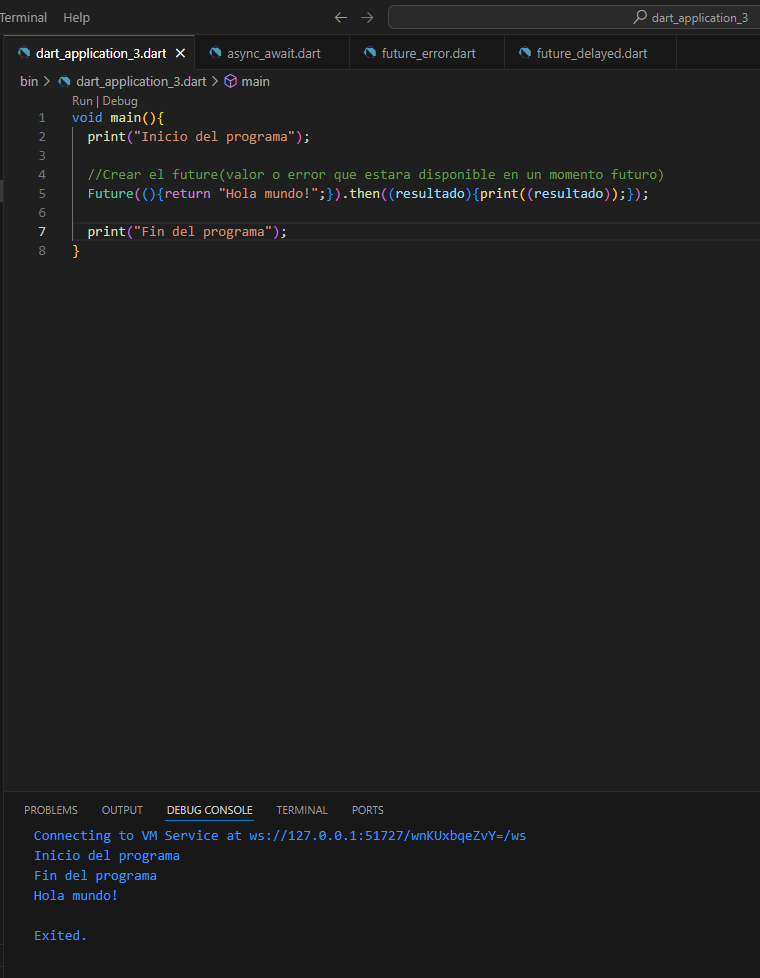 Terminal Help dart_application_3
dart_application_3.dart async_await.dart future_error.dart future_delayed.dart
bin > dart_application_3.dart > main
Run | Debug
1 void main(){
2 print("Inicio del programa");
3
4 //Crear el future(valor o error que estara disponible en un momento futuro)
5 Future((){return "Hola mundo!";}).then((resultado){print((resultado));});
6
7 print("Fin del programa");
8 }
PROBLEMS OUTPUT DEBUG CONSOLE TERMINAL PORTS
Connecting to VM Service at ws://127.0.0.1:51727/wnKUxbqeZvY=/ws
Inicio del programa
Fin del programa
Hola mundo!
Exited.